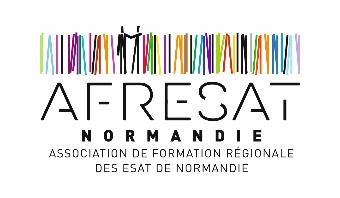 AFRESAT
NORMANDIE
ASSOCIATION DE FORMATION RÉGIONALE
DES ESAT DE NORMANDIE